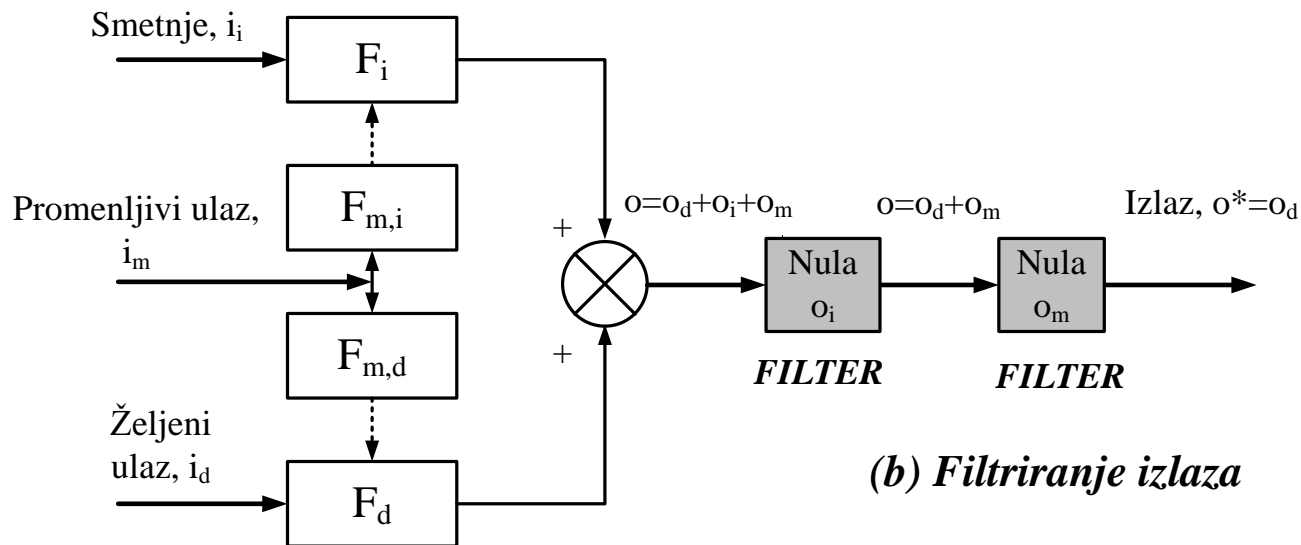 Smetnje, i_i
F_i
F_m,i
Promenljivi ulaz,
i_m
F_m,d
Željeni
ulaz, i_d
F_d
+
+
o=o_d+o_i+o_m
Nula
o_i
FILTER
o=o_d+o_m
Nula
o_m
FILTER
Izlaz, o*=o_d
(b) Filtriranje izlaza